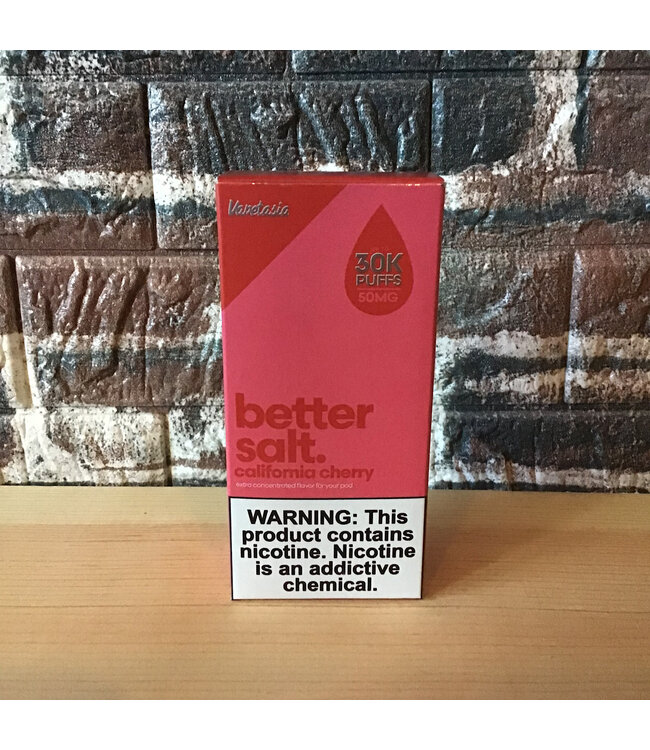 Vapetasia
30K
PUFFS
50MG
better
salt.
california cherry
extra concentrated flavor for your pod
WARNING: This
product contains
nicotine. Nicotine
is an addictive
chemical.